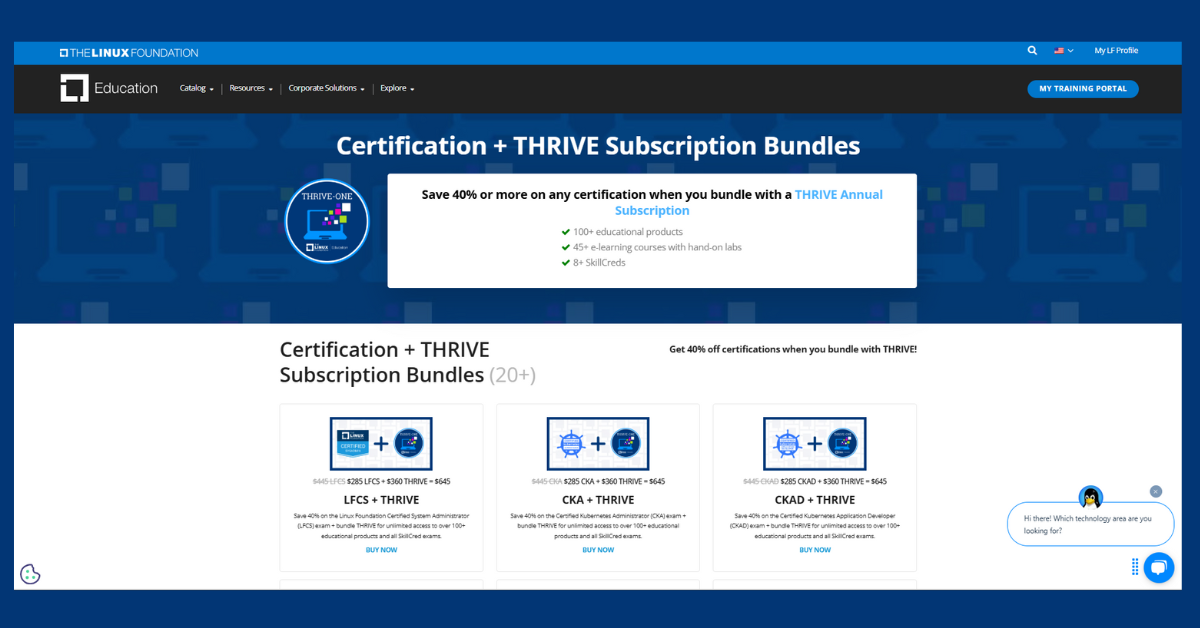 THE LINUX FOUNDATION
My LF Profile
Education
Catalog
Resources
Corporate Solutions
Explore
MY TRAINING PORTAL
Certification + THRIVE Subscription Bundles
THRIVE-ONE
LINUX Education
Save 40% or more on any certification when you bundle with a THRIVE Annual
Subscription
100+ educational products
45+ e-learning courses with hand-on labs
8+ SkillCreds
Certification + THRIVE
Subscription Bundles (20+)
Get 40% off certifications when you bundle with THRIVE!
LINUX
CERTIFIED
$445 LFCS $285 LFCS + $360 THRIVE = $645
LFCS + THRIVE
Save 40% on the Linux Foundation Certified System Administrator
(LFCS) exam + bundle THRIVE for unlimited access to over 100+
educational products and all SkillCred exams.
BUY NOW
$445 CKA $285 CKA + $360 THRIVE = $645
CKA + THRIVE
Save 40% on the Certified Kubernetes Administrator (CKA) exam +
bundle THRIVE for unlimited access to over 100+ educational
products and all SkillCred exams.
BUY NOW
$445 CKAD $285 CKAD + $360 THRIVE = $645
CKAD + THRIVE
Save 40% on the Certified Kubernetes Application Developer
(CKAD) exam + bundle THRIVE for unlimited access to over 100+
educational products and all SkillCred exams.
BUY NOW
Hi there! Which technology area are you
looking for?